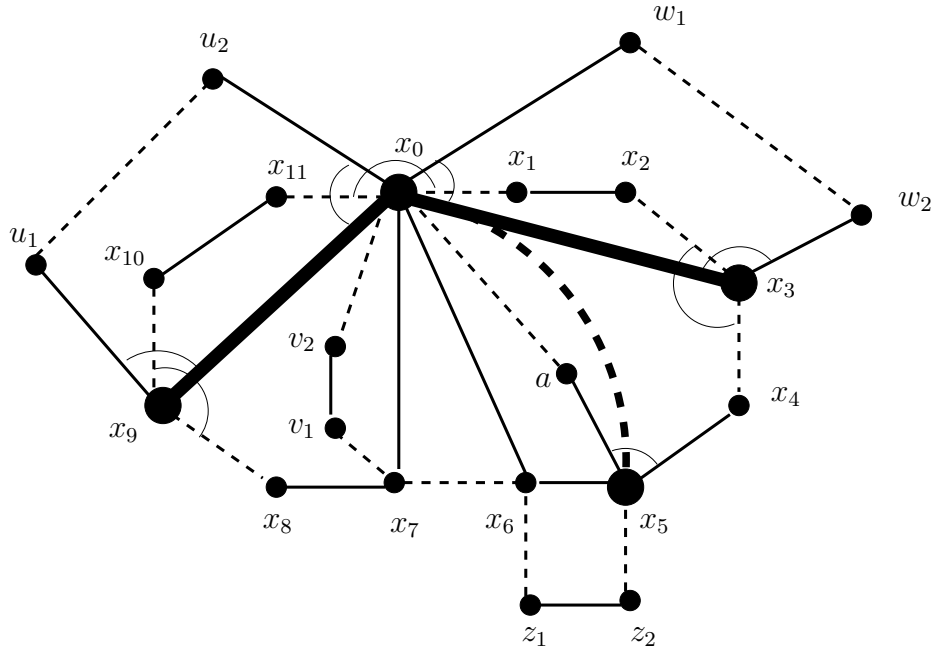 w₁
u₂
x₀
x₁₁
x₁
x₂
w₂
u₁
x₁₀
x₃
v₂
a
x₄
x₉
v₁
x₈
x₇
x₆
x₅
z₁
z₂